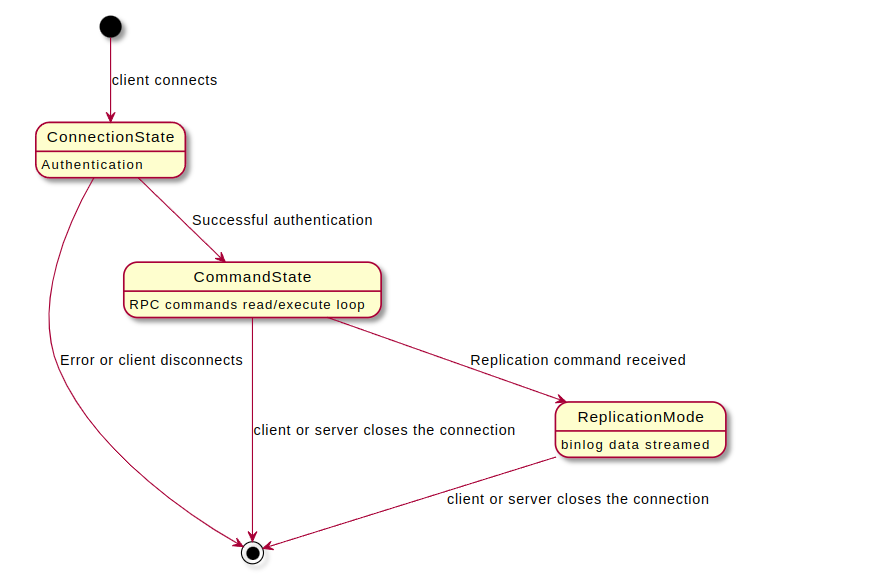 client connects
ConnectionState
Authentication
Successful authentication
CommandState
RPC commands read/execute loop
Error or client disconnects
Replication command received
client or server closes the connection
ReplicationMode
binlog data streamed
client or server closes the connection